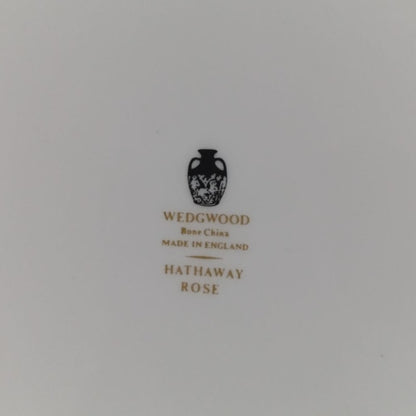 WEDGWOOD
Bone China
MADE IN ENGLAND
HATHAWAY
ROSE